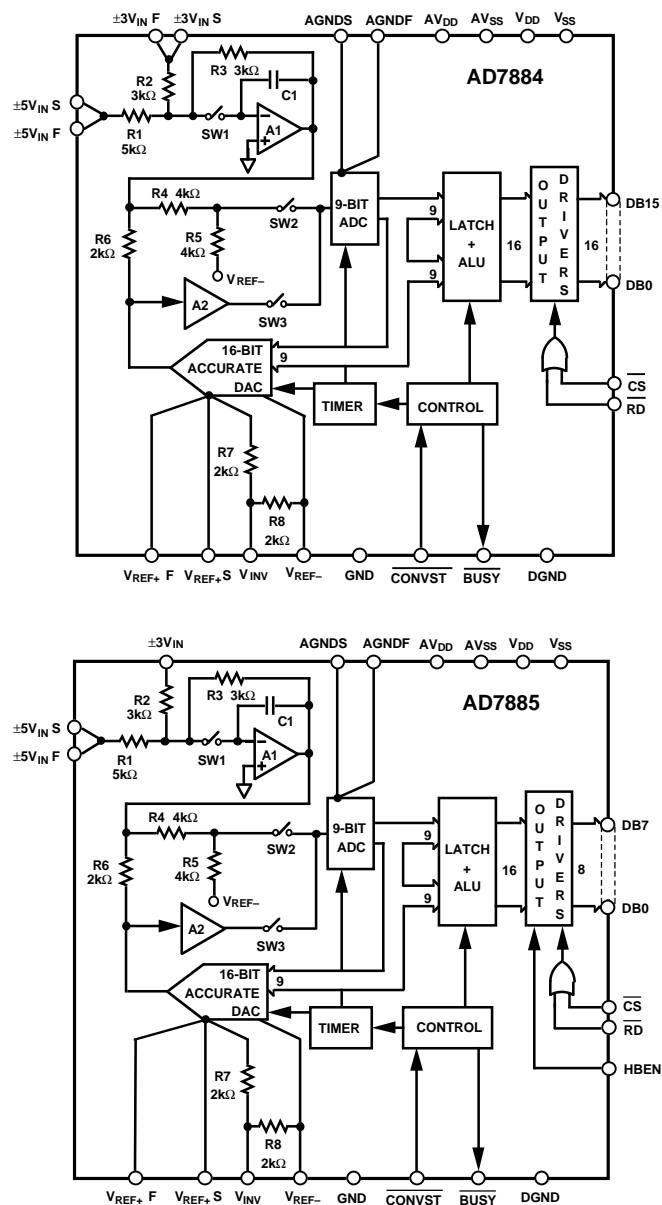 ±3VIN F ±3VIN S AGNDS AGNDF AVDD AVSS VDD VSS
AD7884
R3 3kΩ
R2
3kΩ
C1
±5VIN S
±5VIN F
R1
5kΩ
SW1
A1
R4 4kΩ
SW2
R6
2kΩ
R5
4kΩ
VREF–
A2
SW3
9-BIT
ADC
9
9
LATCH
+
ALU
16
OUTPUT
DRIVERS
16
DB15
DB0
16-BIT
ACCURATE
DAC
9
TIMER
CONTROL
CS
RD
R7
2kΩ
R8
2kΩ
VREF+ F VREF+ S VINV VREF– GND CONVST BUSY DGND
±3VIN AGNDS AGNDF AVDD AVSS VDD VSS
AD7885
R3 3kΩ
R2
3kΩ
C1
±5VIN S
±5VIN F
R1
5kΩ
SW1
A1
R4 4kΩ
SW2
R6
2kΩ
R5
4kΩ
VREF–
A2
SW3
9-BIT
ADC
9
9
LATCH
+
ALU
16
OUTPUT
DRIVERS
8
DB7
DB0
16-BIT
ACCURATE
DAC
9
TIMER
CONTROL
CS
RD
HBEN
R7
2kΩ
R8
2kΩ
VREF+ F VREF+ S VINV VREF– GND CONVST BUSY DGND